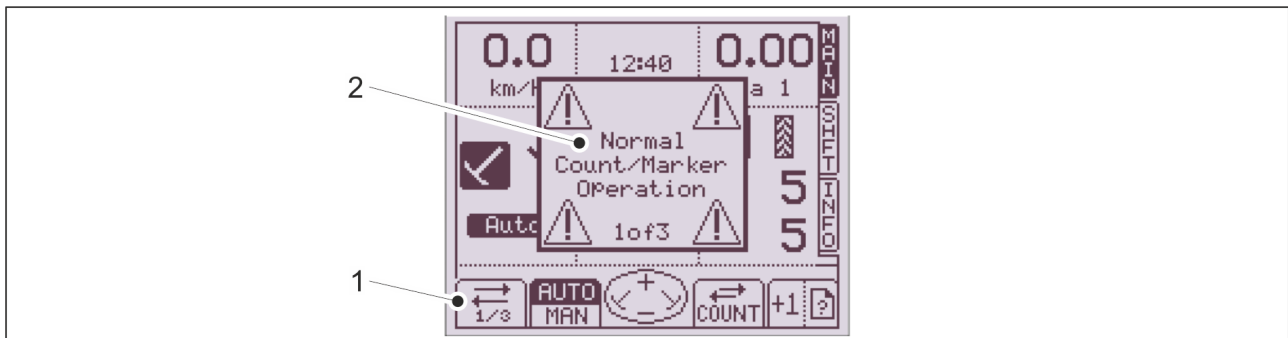 0.0
12:40
0.00
km/h
a 1
MAIN
SHFT
INFO
2
Normal
Count/Marker
Operation
1of3
5
5
Auto
1
1/3
AUTO
MAN
+
−
COUNT
+1
?